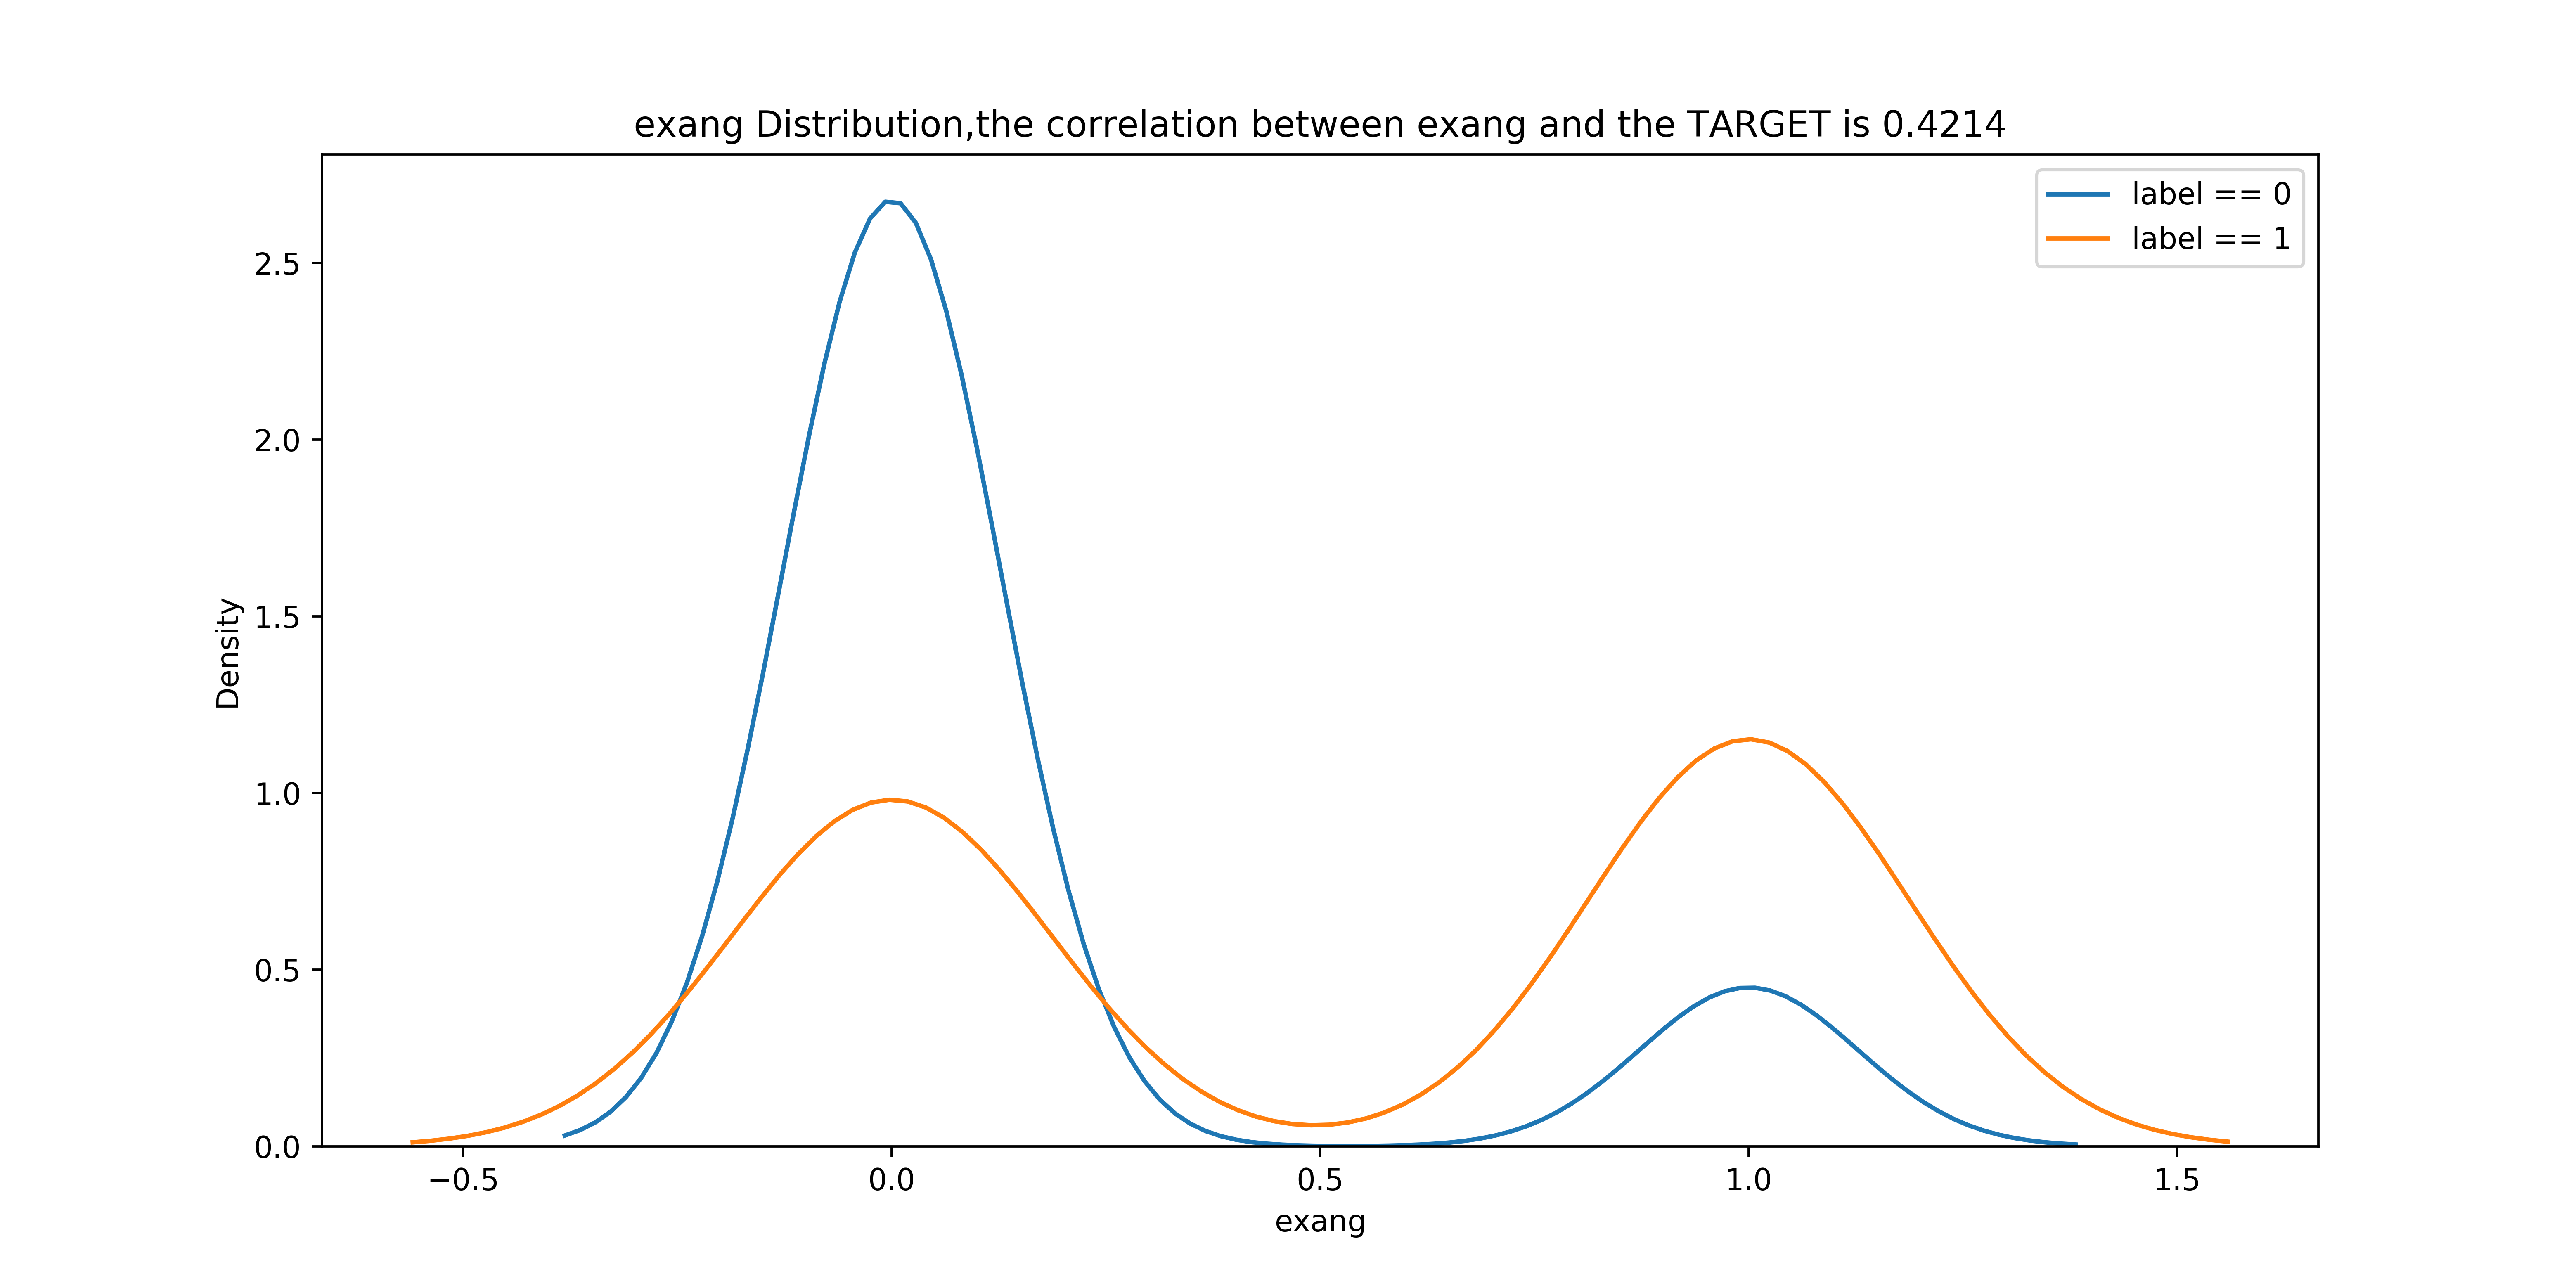 exang Distribution,the correlation between exang and the TARGET is 0.4214
label == 0
label == 1
2.5
2.0
1.5
1.0
0.5
0.0
Density
−0.5 0.0 0.5 1.0 1.5
exang